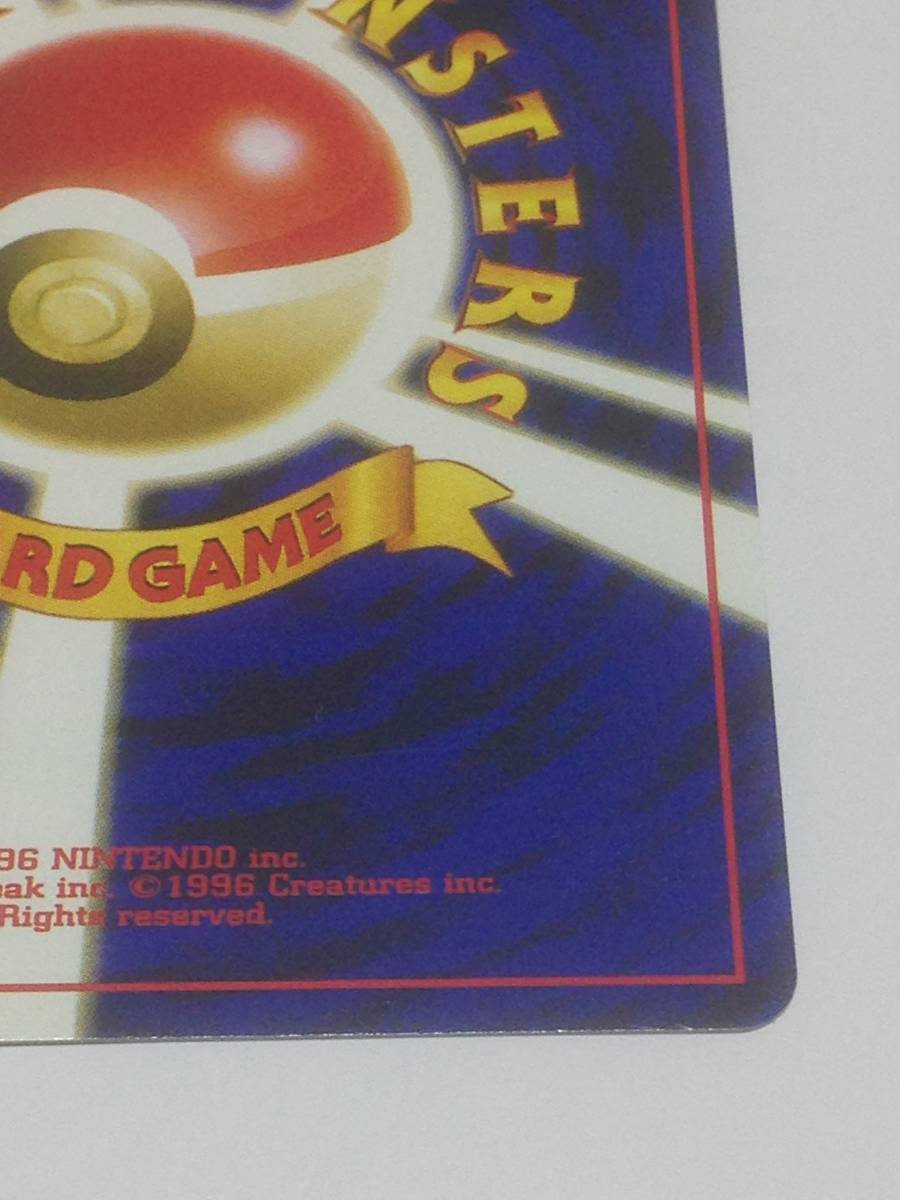 NSTERS
RD GAME
96 NINTENDO inc.
eak inc. ©1996 Creatures inc.
Rights reserved.